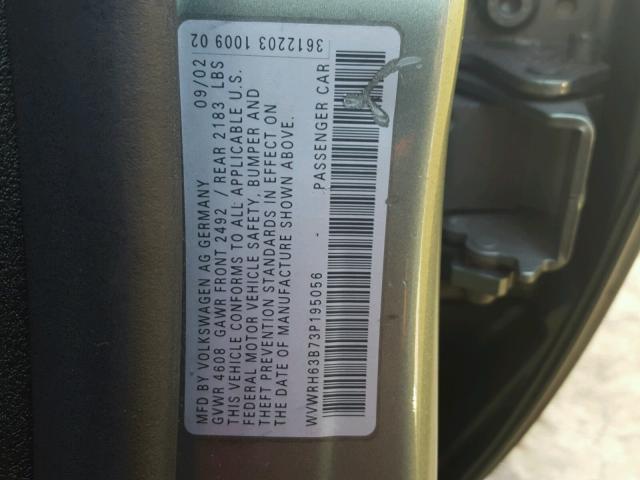 MFD BY VOLKSWAGEN AG GERMANY 09/02
GVWR 4608 GAWR FRONT 2492 / REAR 2183 LBS
THIS VEHICLE CONFORMS TO ALL APPLICABLE U.S.
FEDERAL MOTOR VEHICLE SAFETY, BUMPER AND
THEFT PREVENTION STANDARDS IN EFFECT ON
THE DATE OF MANUFACTURE SHOWN ABOVE.
WVWRH63B73P195056 PASSENGER CAR
3612203 1009 02